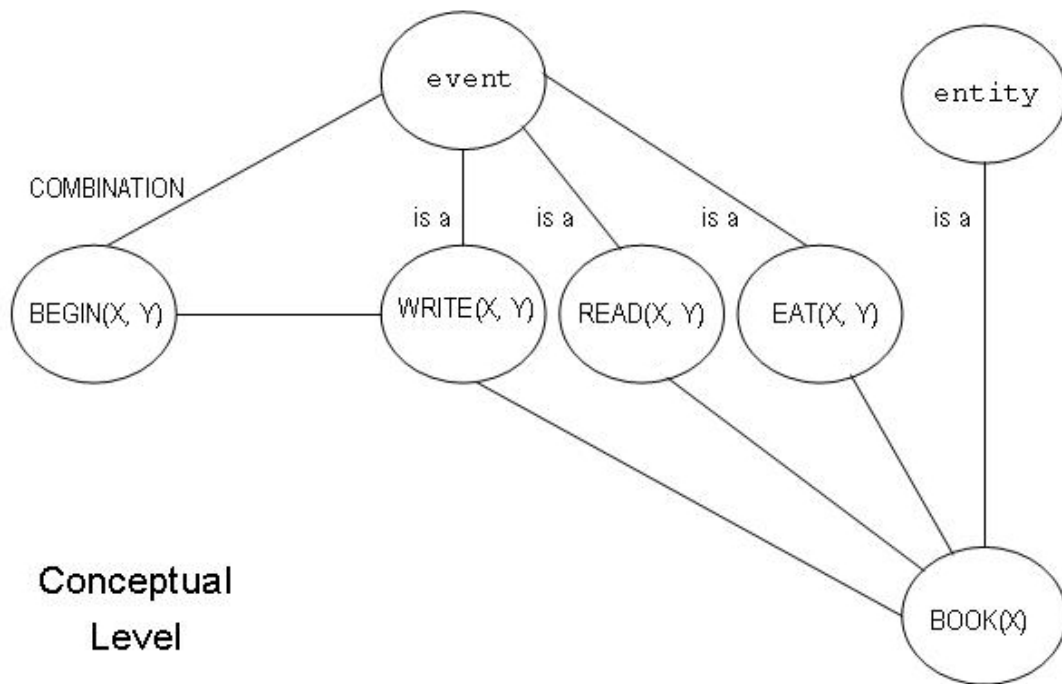 event
entity
COMBINATION
is a
is a
is a
is a
BEGIN(X, Y)
WRITE(X, Y)
READ(X, Y)
EAT(X, Y)
Conceptual
Level
BOOK(X)